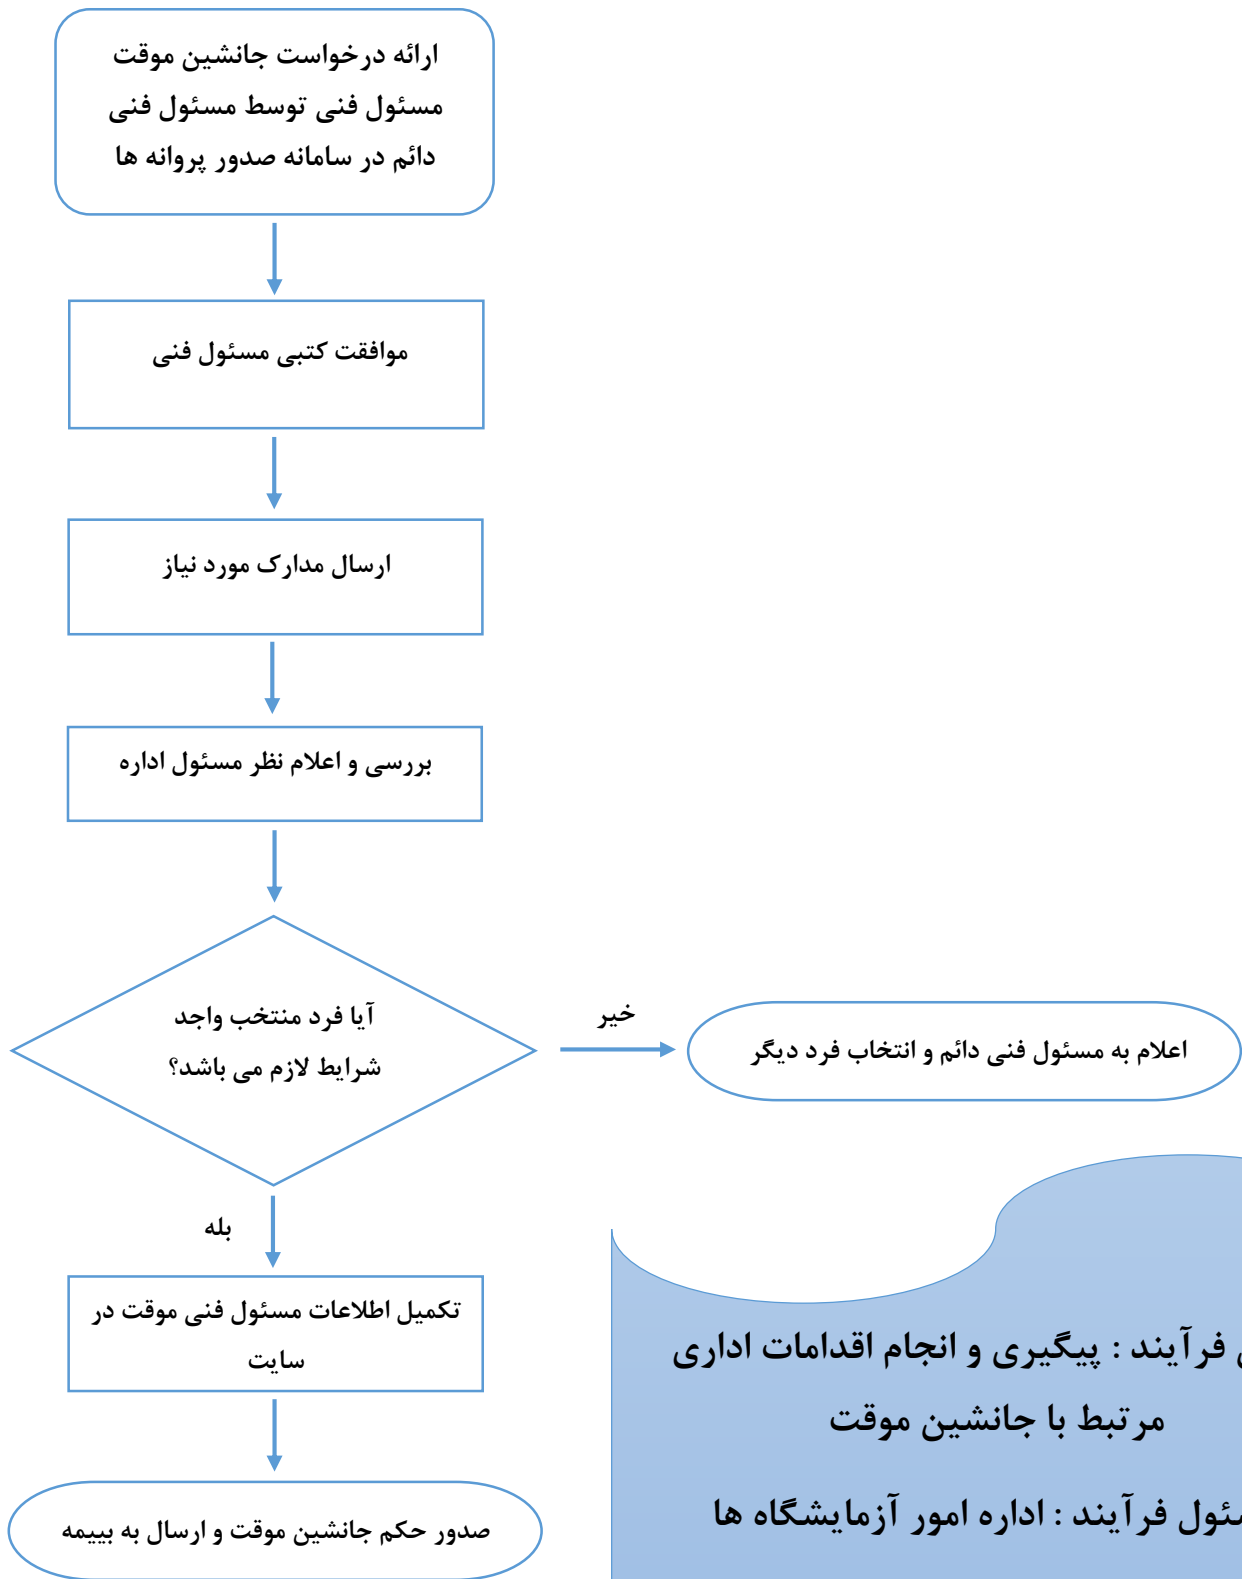 ارائه درخواست جانشین موقت
مسئول فنی توسط مسئول فنی
دائم در سامانه صدور پروانه ها
موافقت کتبی مسئول فنی
ارسال مدارک مورد نیاز
بررسی و اعلام نظر مسئول اداره
آیا فرد منتخب واجد
شرایط لازم می باشد؟
خیر
اعلام به مسئول فنی دائم و انتخاب فرد دیگر
بله
تکمیل اطلاعات مسئول فنی موقت در
سایت
صدور حکم جانشین موقت و ارسال به بییمه
فرآیند : پیگیری و انجام اقدامات اداری
مرتبط با جانشین موقت
فرآیند : اداره امور آزمایشگاه ها